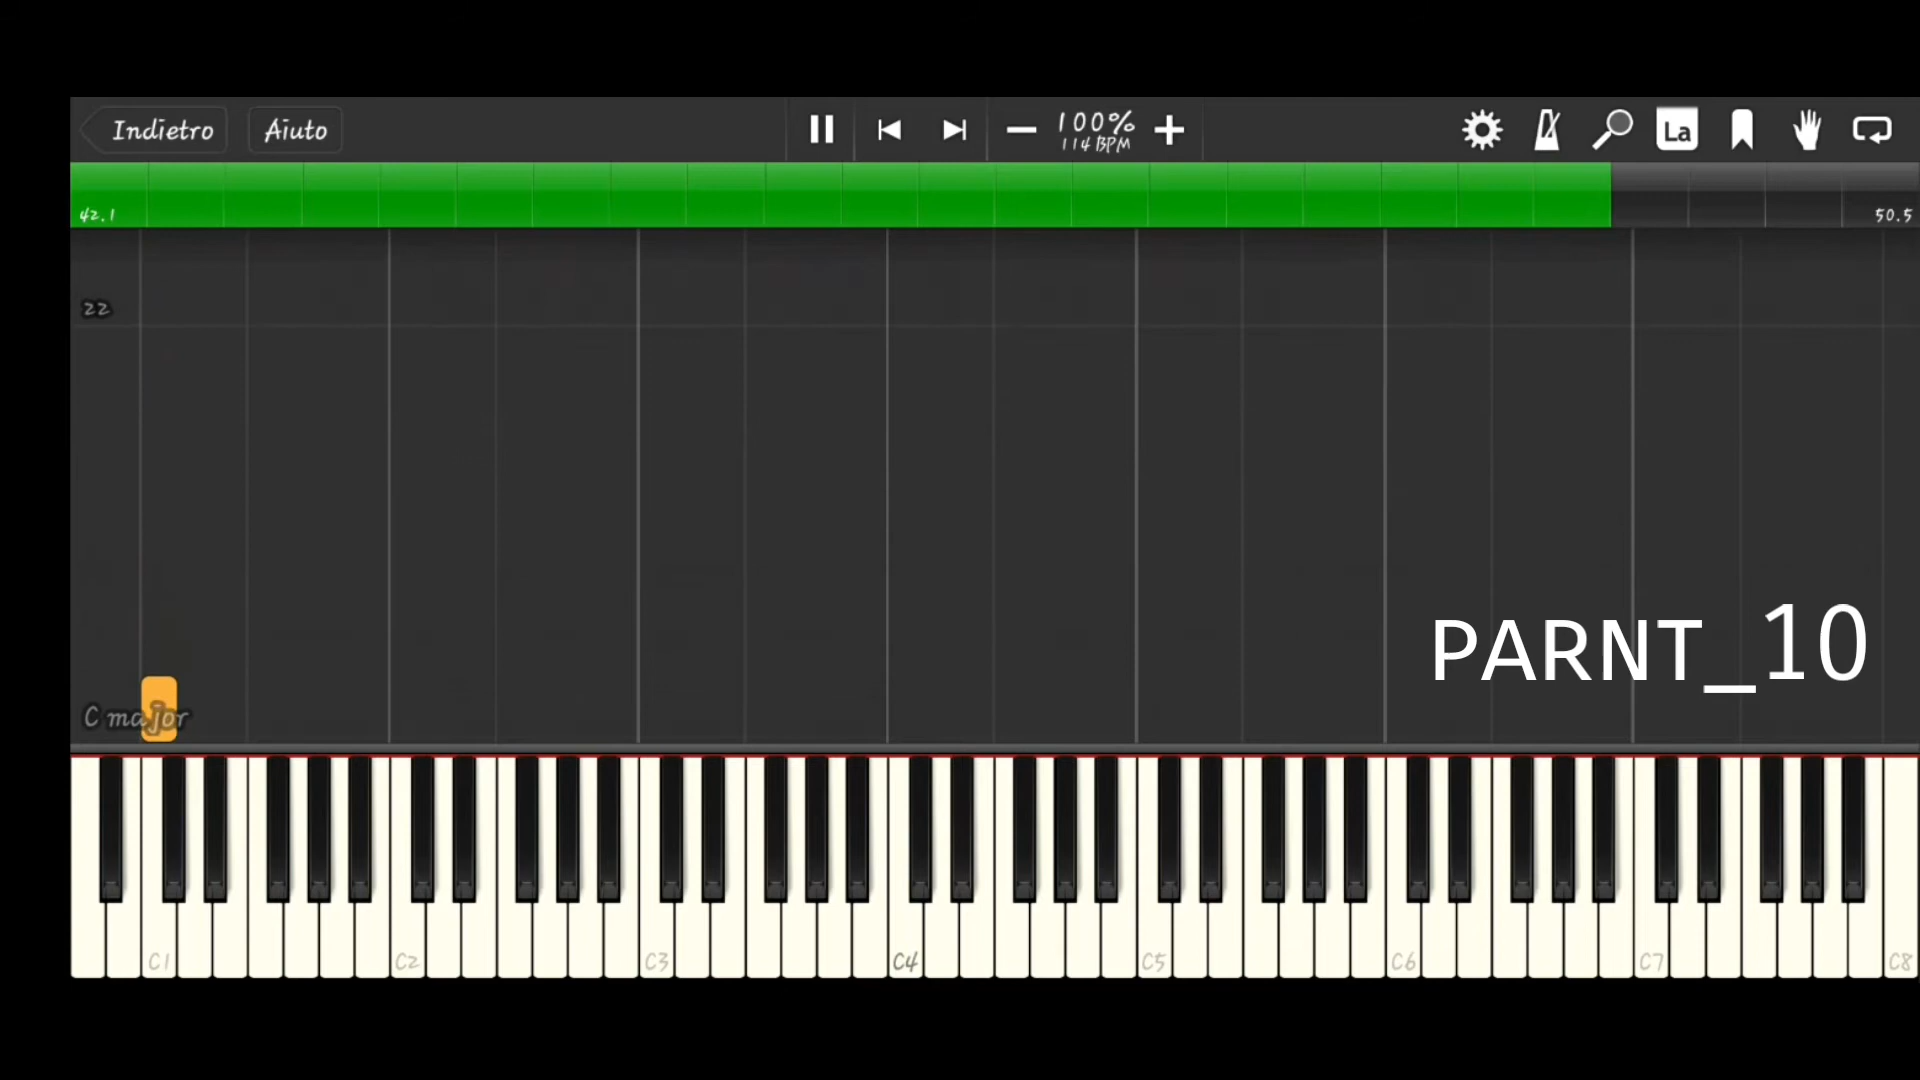 Indietro Aiuto 100% La
114 BPM
42.1 50.5
22
PARNT_10
C major
C1 C2 C3 C4 C5 C6 C7 C8